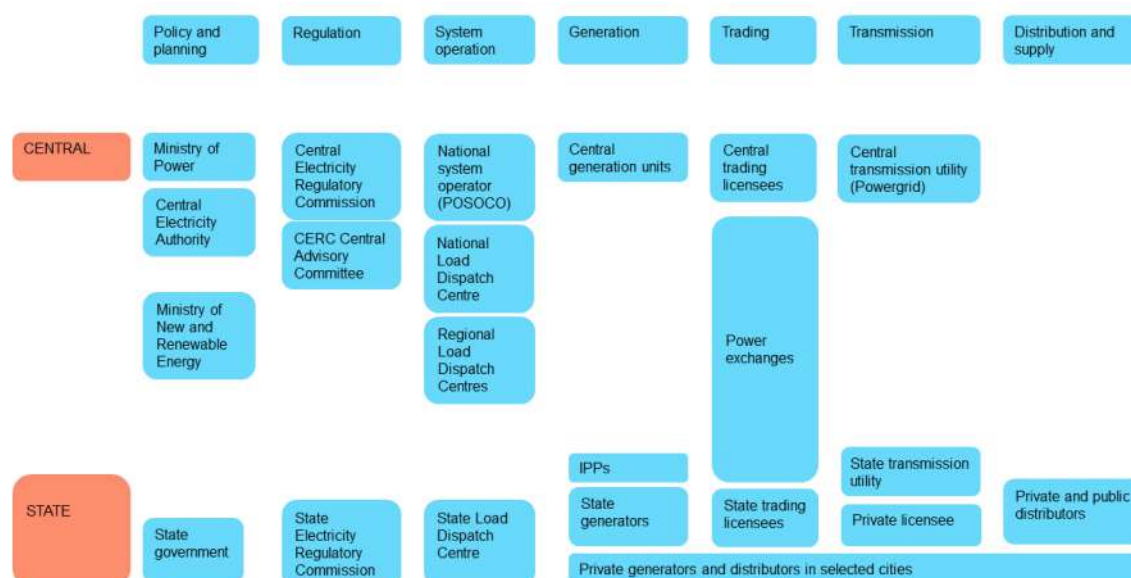 Policy and
planning
Regulation
System
operation
Generation
Trading
Transmission
Distribution and
supply
CENTRAL
Ministry of
Power
Central
Electricity
Authority
Ministry of
New and
Renewable
Energy
Central
Electricity
Regulatory
Commission
CERC Central
Advisory
Committee
National
system
operator
(POSOCO)
National
Load
Dispatch
Centre
Regional
Load
Dispatch
Centres
Central
generation units
Central
trading
licensees
Power
exchanges
Central
transmission utility
(Powergrid)
STATE
State
government
State
Electricity
Regulatory
Commission
State Load
Dispatch
Centre
IPPs
State
generators
State trading
licensees
State transmission
utility
Private licensee
Private and public
distributors
Private generators and distributors in selected cities